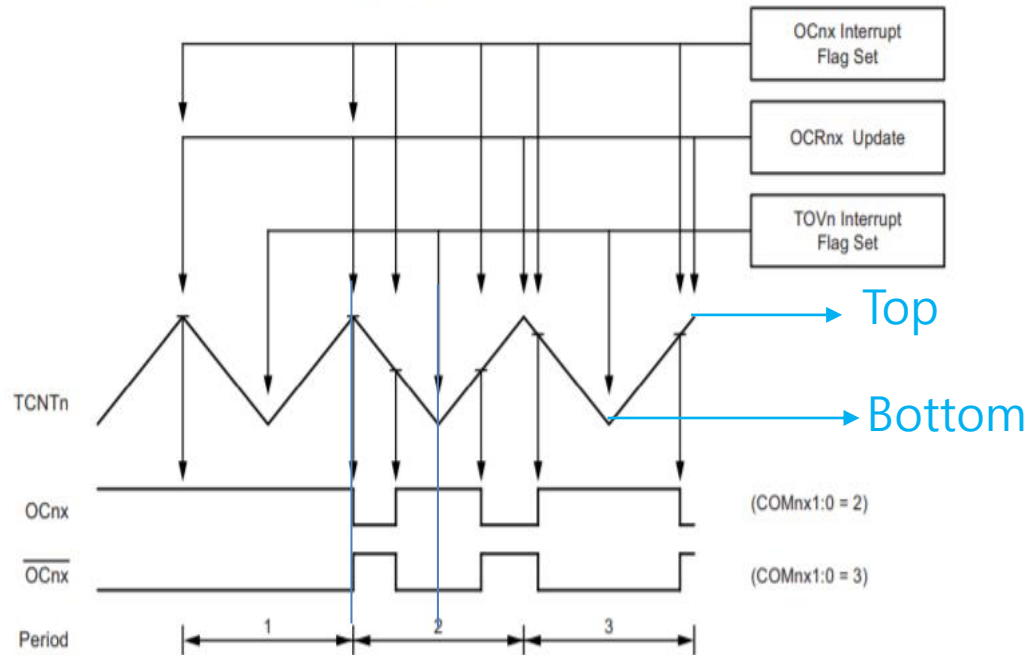 OCnx Interrupt
Flag Set
OCRnx Update
TOVn Interrupt
Flag Set
Top
TCNTn
Bottom
OCnx
(COMnx1:0 = 2)
OCnx
(COMnx1:0 = 3)
Period
1
2
3